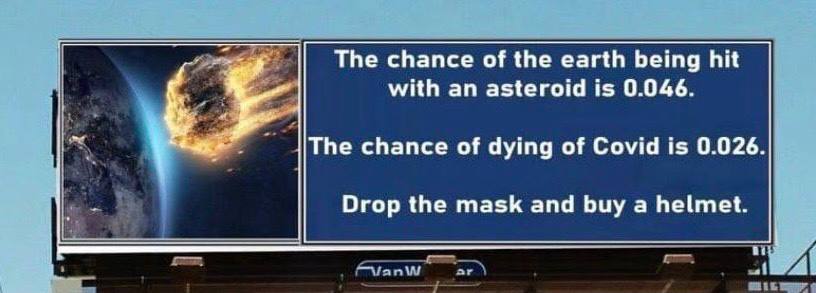 The chance of the earth being hit
with an asteroid is 0.046.
The chance of dying of Covid is 0.026.
Drop the mask and buy a helmet.